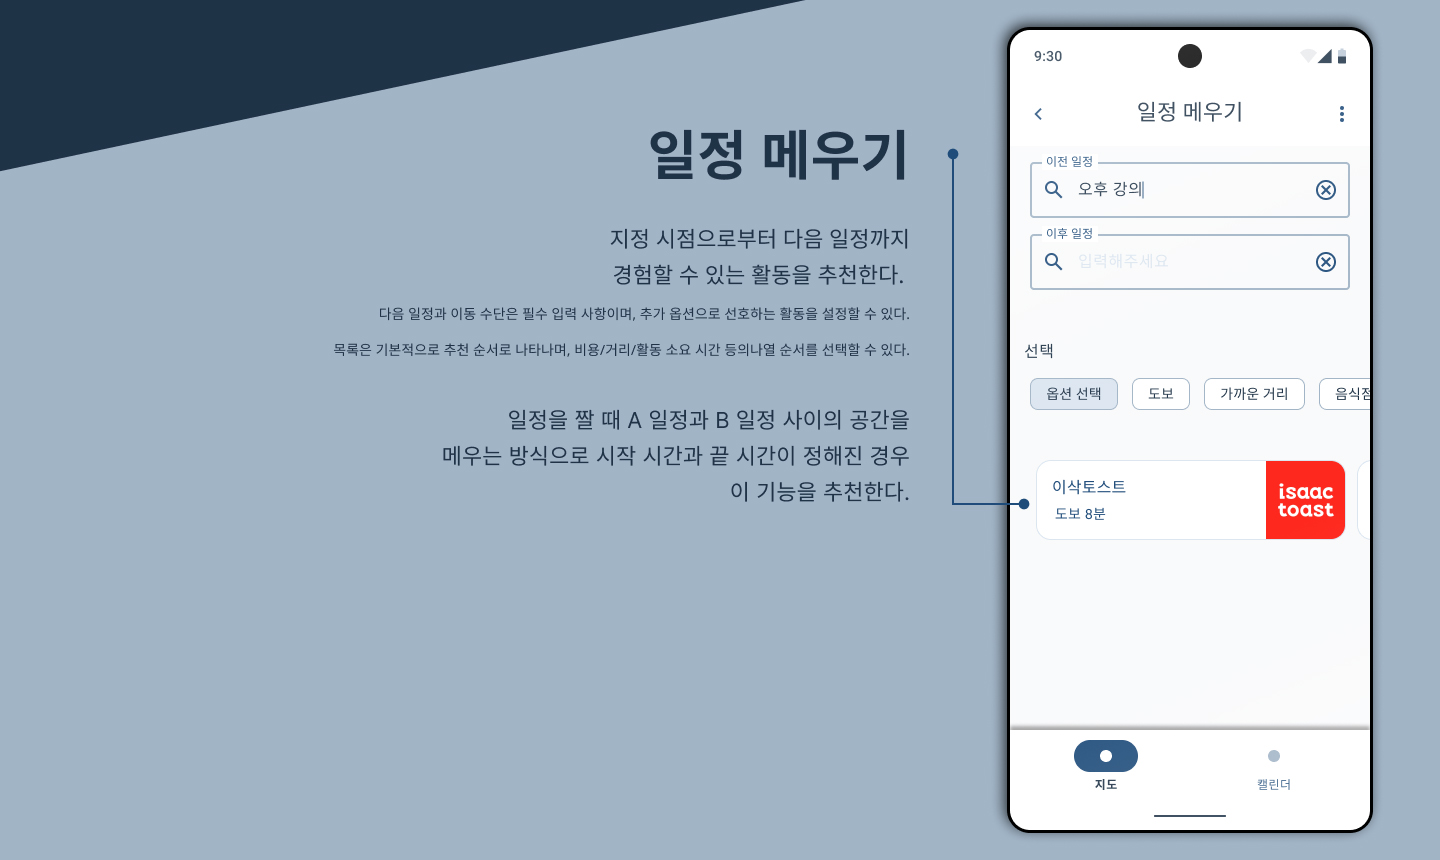 일정 메우기
지정 시점으로부터 다음 일정까지
경험할 수 있는 활동을 추천한다.
다음 일정과 이동 수단은 필수 입력 사항이며, 추가 옵션으로 선호하는 활동을 설정할 수 있다.
목록은 기본적으로 추천 순서로 나타나며, 비용/거리/활동 소요 시간 등의나열 순서를 선택할 수 있다.
일정을 짤 때 A 일정과 B 일정 사이의 공간을
메우는 방식으로 시작 시간과 끝 시간이 정해진 경우
이 기능을 추천한다.
9:30
일정 메우기
이전 일정
오후 강의
이후 일정
입력해주세요
선택
옵션 선택 도보 가까운 거리 음식점
이삭토스트
도보 8분
isaac
toast
지도 캘린더